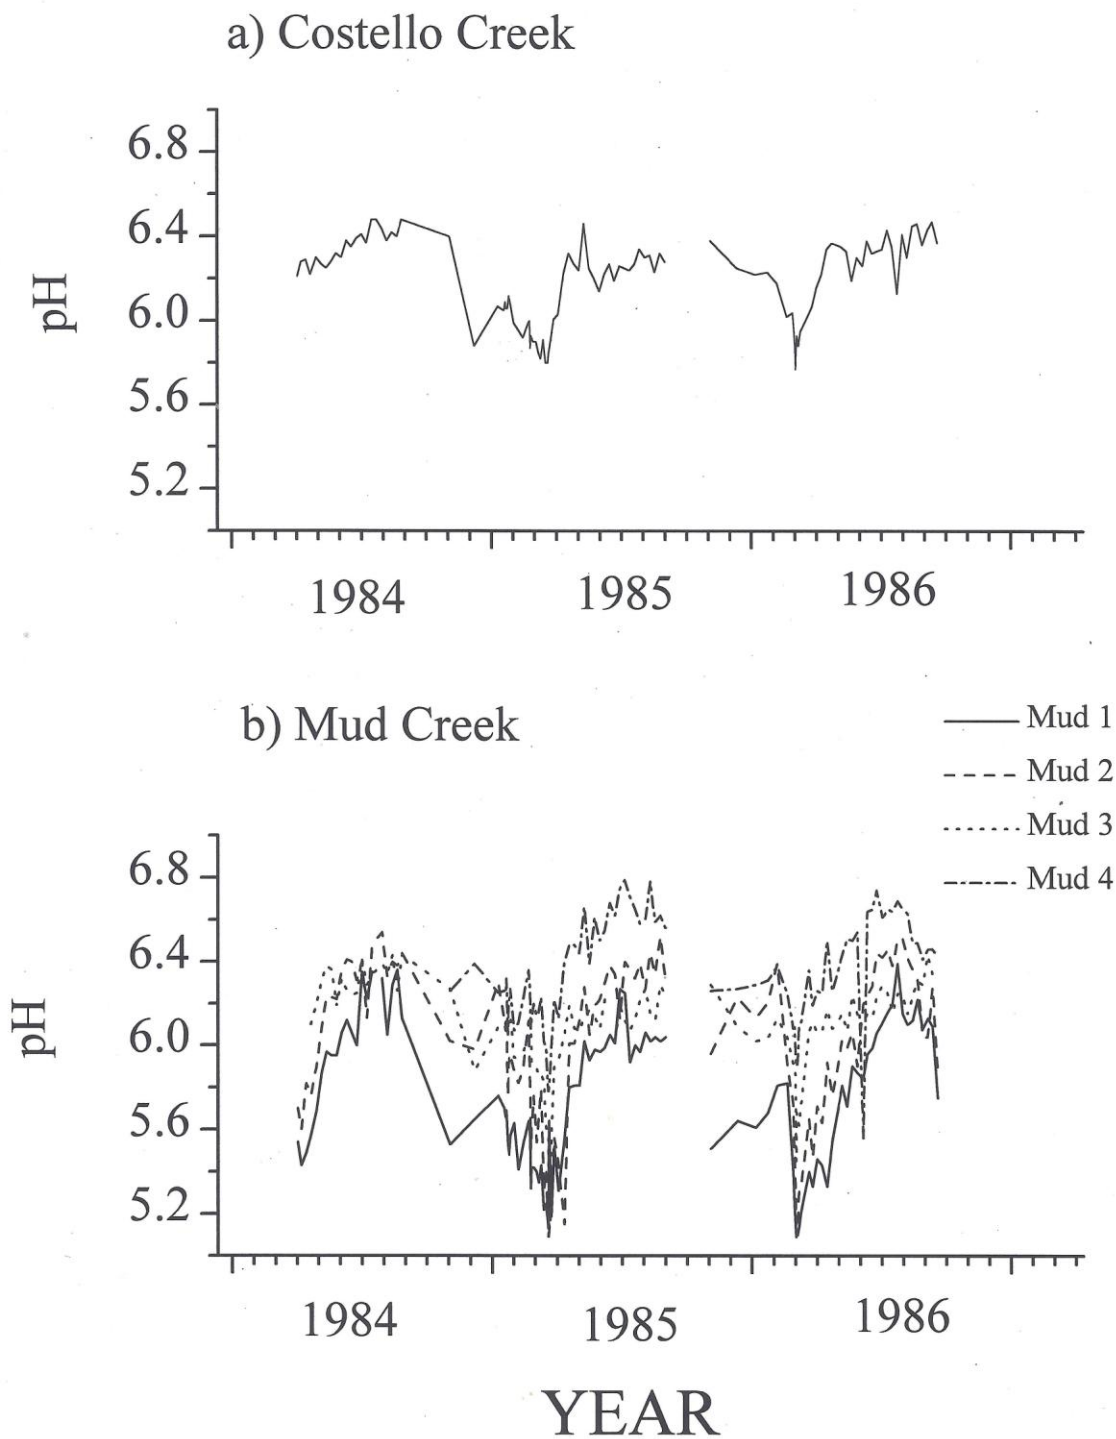 a) Costello Creek
6.8
6.4
6.0
5.6
5.2
pH
1984 1985 1986
b) Mud Creek
Mud 1
Mud 2
Mud 3
Mud 4
6.8
6.4
6.0
5.6
5.2
pH
1984 1985 1986
YEAR